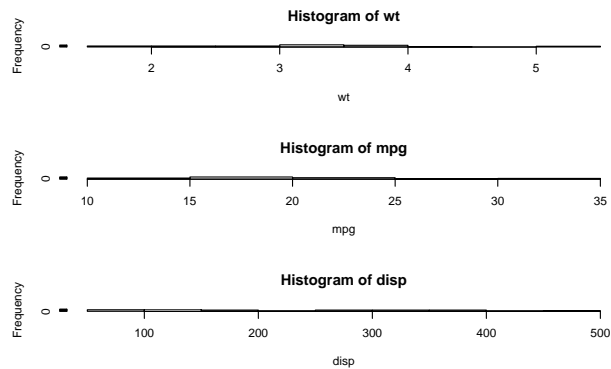 Histogram of wt
Frequency
0
2 3 4 5
wt
Histogram of mpg
Frequency
0
10 15 20 25 30 35
mpg
Histogram of disp
Frequency
0
100 200 300 400 500
disp